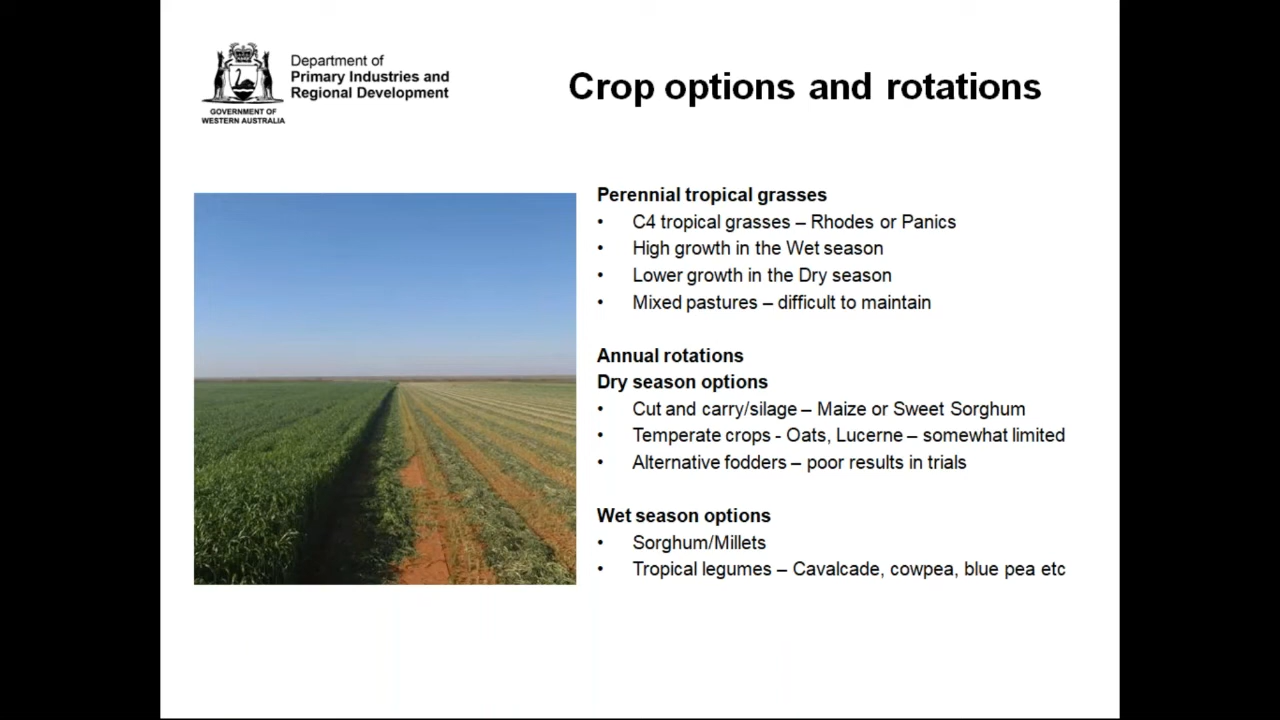 Department of
Primary Industries and
Regional Development
GOVERNMENT OF
WESTERN AUSTRALIA
Crop options and rotations
Perennial tropical grasses
• C4 tropical grasses – Rhodes or Panics
• High growth in the Wet season
• Lower growth in the Dry season
• Mixed pastures – difficult to maintain
Annual rotations
Dry season options
• Cut and carry/silage – Maize or Sweet Sorghum
• Temperate crops - Oats, Lucerne – somewhat limited
• Alternative fodders – poor results in trials
Wet season options
• Sorghum/Millets
• Tropical legumes – Cavalcade, cowpea, blue pea etc